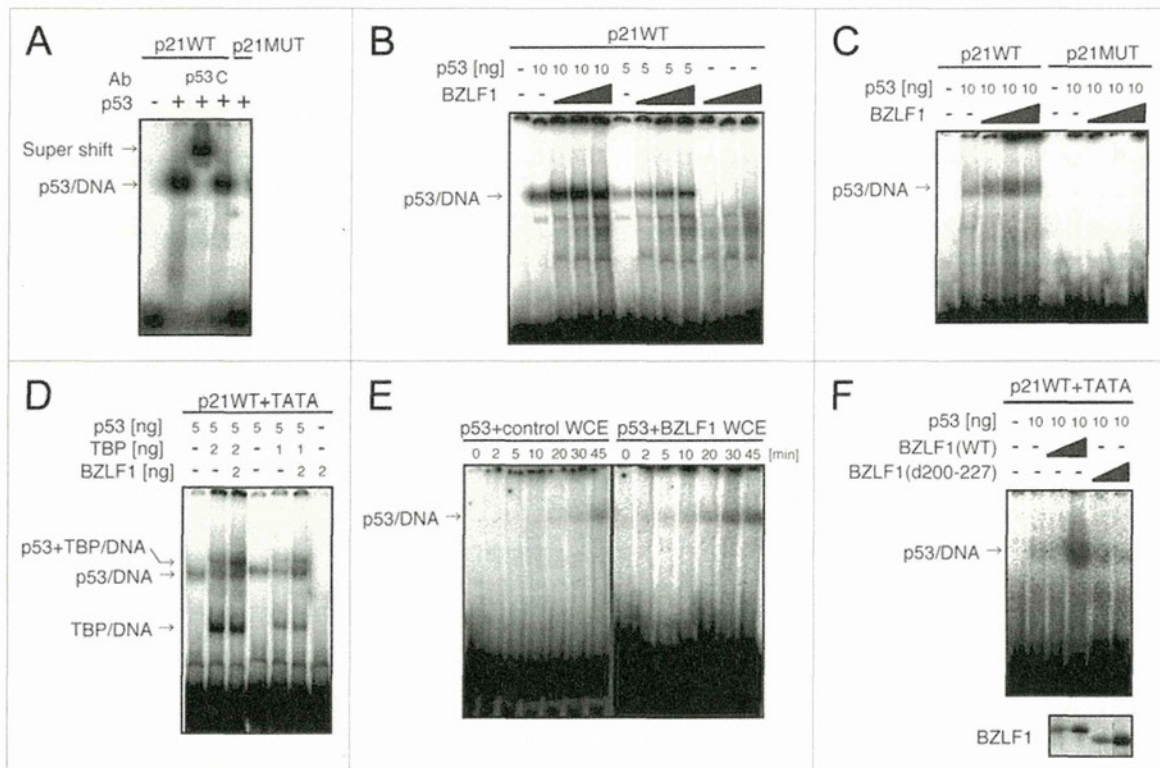 A
p21WT p21MUT
Ab p53 C
p53 - + + + +
Super shift →
p53/DNA →
B
p21WT
p53 [ng] - 10 10 10 10 5 5 5 5 - - -
BZLF1 - - -
p53/DNA →
C
p21WT p21MUT
p53 [ng] - 10 10 10 10 - 10 10 10 10
BZLF1 - - - -
p53/DNA →
D
p21WT+TATA
p53 [ng] 5 5 5 5 5 5 -
TBP [ng] - 2 2 - 1 1 -
BZLF1 [ng] - - 2 - - 2 2
p53+TBP/DNA →
p53/DNA →
TBP/DNA →
E
p53+control WCE p53+BZLF1 WCE
0 2 5 10 20 30 45 0 2 5 10 20 30 45 [min]
p53/DNA →
F
p21WT+TATA
p53 [ng] - 10 10 10 10 10
BZLF1(WT) - - - -
BZLF1(d200-227) - - - -
p53/DNA →
BZLF1